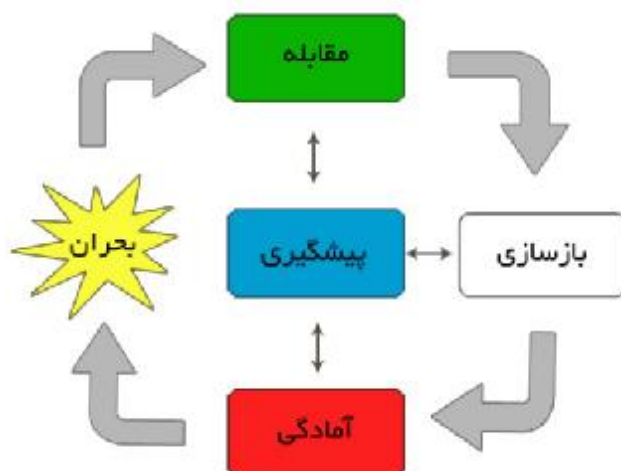 مقابله
بحران
پیشگیری
بازسازی
آمادگی